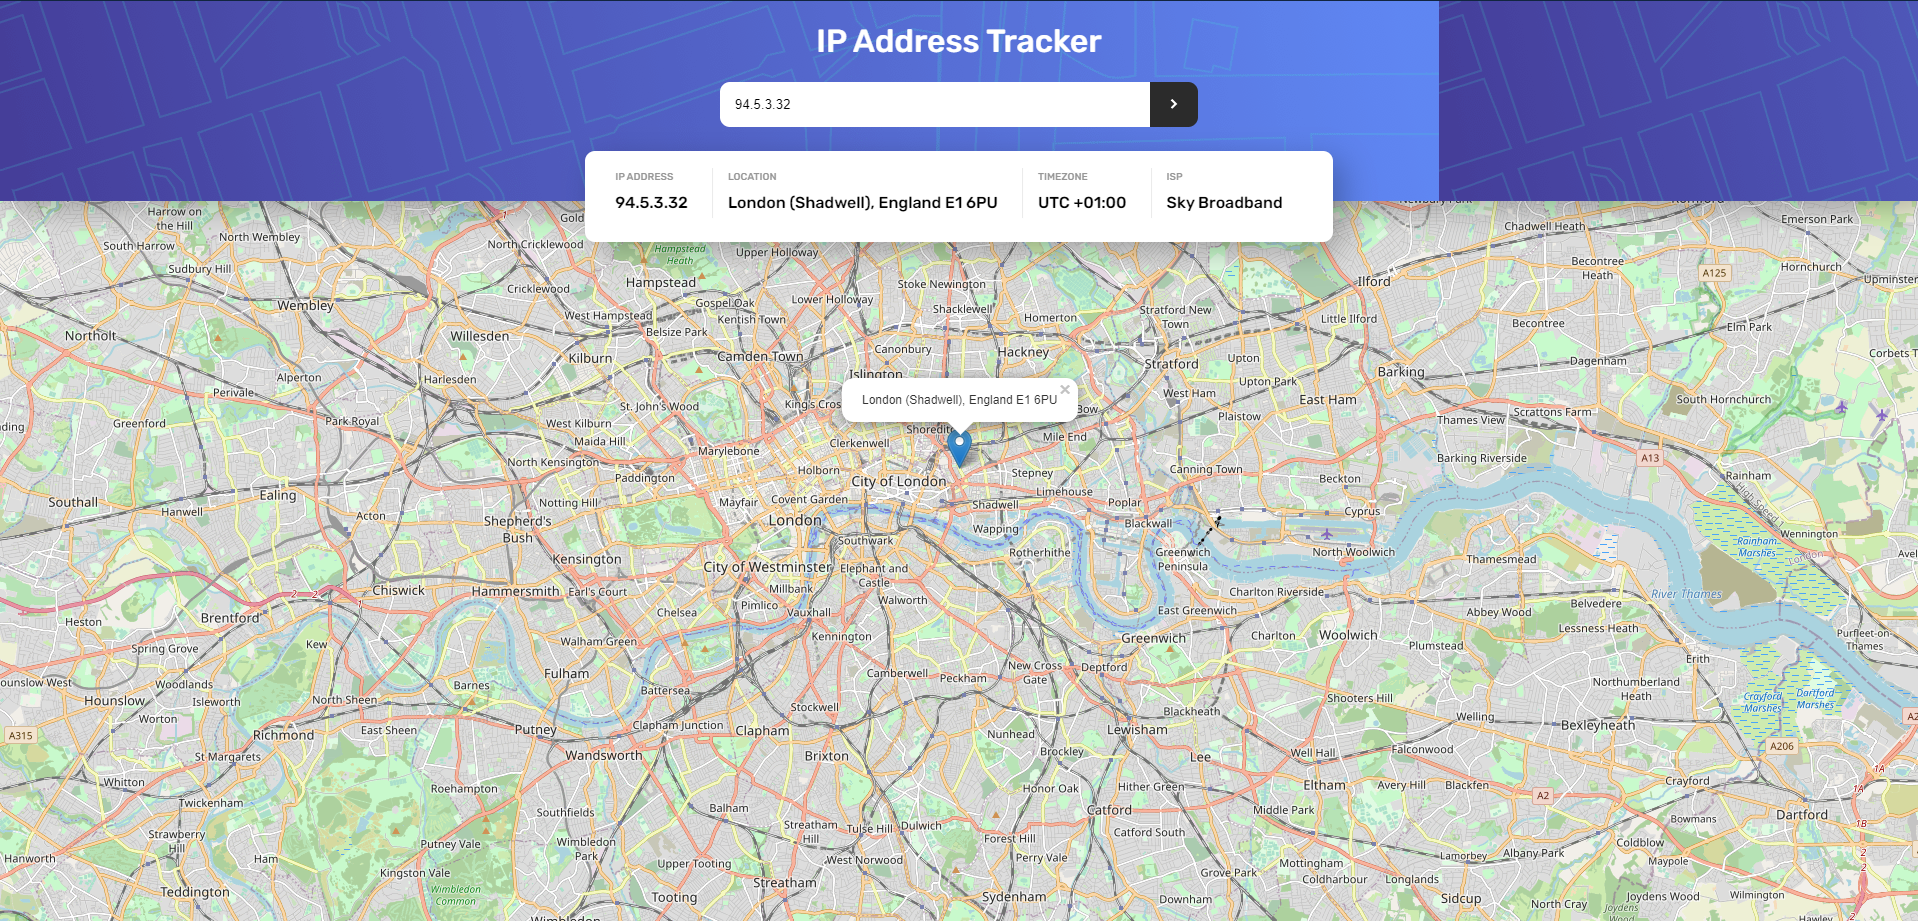 IP Address Tracker
94.5.3.32
IP ADDRESS
LOCATION
TIMEZONE
ISP
94.5.3.32
London (Shadwell), England E1 6PU
UTC +01:00
Sky Broadband
Harrow on
the Hill
South Harrow
North Wembley
Sudbury Hill
Wembley
North Cricklewood
Cricklewood
Hampstead
Heath
Upper Holloway
Hampstead
Gospel Oak
Kentish Town
Lower Holloway
Stoke Newington
Shacklewell
Homerton
Stratford New
Town
Ilford
Little Ilford
Chadwell Heath
Emerson Park
Becontree
Heath
A125
Hornchurch
Upminster
Northolt
Willesden
West Hampstead
Belsize Park
Kilburn
Camden Town
Canonbury
Hackney
Stratford
Upton
Becontree
Elm Park
Dagenham
Corbets T
Alperton
Perivale
Harlesden
Islington
Upton Park
Barking
West Ham
East Ham
South Hornchurch
Greenford
Park Royal
St. John's Wood
West Kilburn
King's Cros
London (Shadwell), England E1 6PU
×
Bow
Plaistow
Thames View
Scrattons Farm
Maida Hill
Marylebone
Clerkenwell
Shoredit
Mile End
North Kensington
Paddington
Holborn
City of London
Stepney
Canning Town
Barking Riverside
A13
Beckton
Rainham
Southall
Hanwell
Ealing
Acton
Notting Hill
Mayfair
Covent Garden
Limehouse
Shadwell
Poplar
Cyprus
Shepherd's
Bush
London
Wapping
Blackwall
Southwark
Rotherhithe
Greenwich
Peninsula
North Woolwich
Thamesmead
Rainham
Marshes
Wennington
Kensington
City of Westminster
Elephant and
Castle
Chiswick
Hammersmith
Earl's Court
Millbank
Pimlico
Walworth
Charlton Riverside
River Thames
Heston
Brentford
Chelsea
Vauxhall
East Greenwich
Abbey Wood
Belvedere
Spring Grove
Kew
Walham Green
Kennington
Greenwich
Charlton
Woolwich
Plumstead
Lessness Heath
Purfleet-on-
Thames
Erith
ounslow West
Woodlands
Isleworth
North Sheen
Barnes
Fulham
Battersea
Camberwell
Peckham
New Cross
Gate
Deptford
Shooters Hill
Northumberland
Heath
Crayford
Marshes
Dartford
Marshes
Hounslow
Worton
Richmond
East Sheen
Putney
Clapham Junction
Stockwell
Clapham
Nunhead
Blackheath
Lewisham
Welling
Bexleyheath
A315
St Margarets
Wandsworth
Brixton
Brockley
Lee
Well Hall
Falconwood
A206
Whitton
Roehampton
Honor Oak
Hither Green
Eltham
Avery Hill
Blackfen
A2
Crayford
Twickenham
Southfields
Balham
Catford
Middle Park
Bowmans
Dartford
Strawberry
Hill
Putney Vale
Wimbledon
Park
Streatham
Hill
Tulse Hill
Dulwich
Forest Hill
Catford South
Coldblow
Hanworth
Ham
Kingston Vale
Upper Tooting
West Norwood
Perry Vale
Mottingham
Lamorbey
Albany Park
Maypole
Teddington
Wimbledon
Common
Streatham
Grove Park
Coldharbour
Longlands
Tooting
Sydenham
Downham
Sidcup
North Cray
Joydens Wood
Wilmington